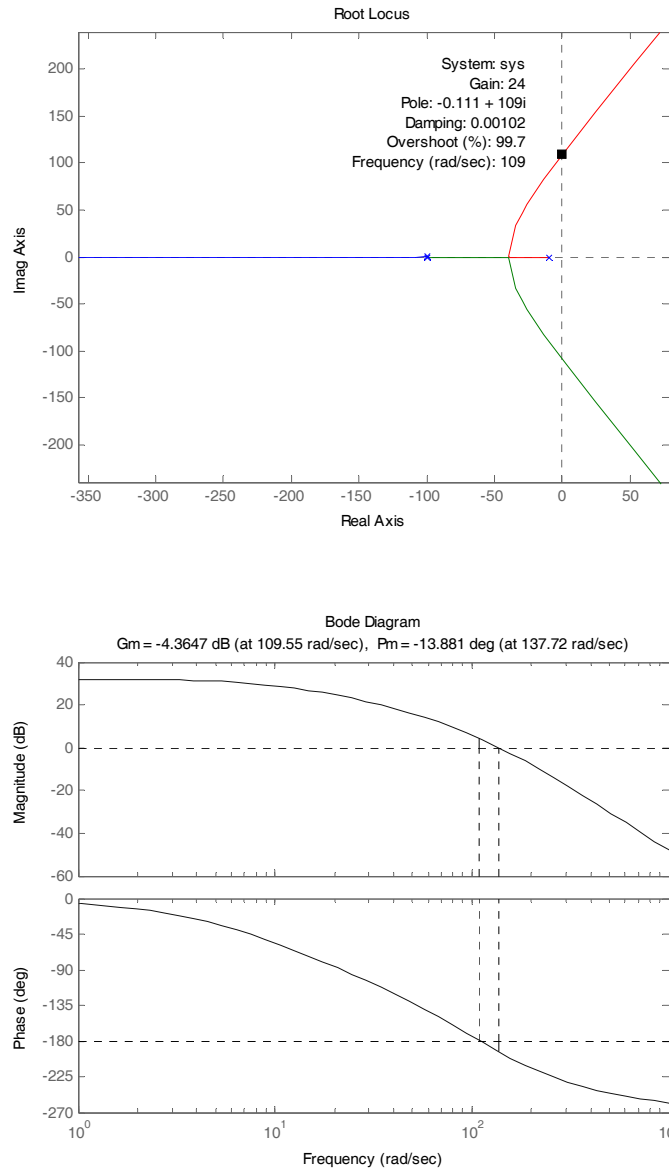 Root Locus
System: sys
Gain: 24
Pole: -0.111 + 109i
Damping: 0.00102
Overshoot (%): 99.7
Frequency (rad/sec): 109
200
150
100
50
0
-50
-100
-150
-200
Imag Axis
-350 -300 -250 -200 -150 -100 -50 0 50
Real Axis
Bode Diagram
Gm = -4.3647 dB (at 109.55 rad/sec), Pm = -13.881 deg (at 137.72 rad/sec)
40
20
0
-20
-40
-60
Magnitude (dB)
0
-45
-90
-135
-180
-225
-270
Phase (deg)
10^0 10^1 10^2
Frequency (rad/sec)